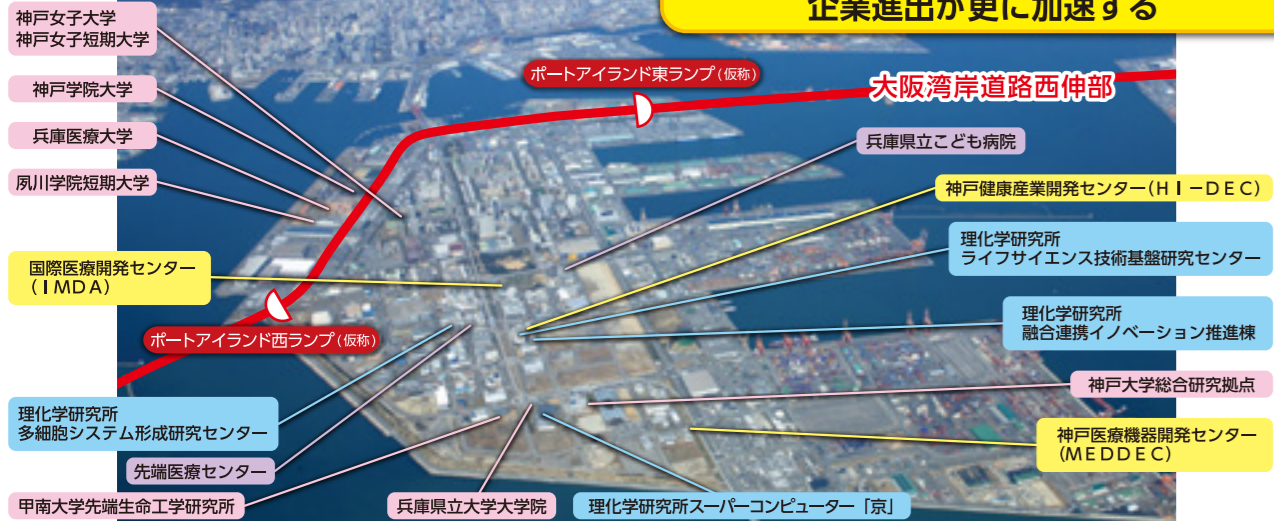 企業進出が更に加速する
神戸女子大学
神戸女子短期大学
神戸学院大学
兵庫医療大学
夙川学院短期大学
ポートアイランド東ランプ(仮称)
大阪湾岸道路西伸部
兵庫県立こども病院
神戸健康産業開発センター(HI-DEC)
理化学研究所
ライフサイエンス技術基盤研究センター
国際医療開発センター
(IMDA)
理化学研究所
融合連携イノベーション推進棟
ポートアイランド西ランプ(仮称)
神戸大学総合研究拠点
理化学研究所
多細胞システム形成研究センター
神戸医療機器開発センター
(MEDDEC)
先端医療センター
甲南大学先端生命工学研究所
兵庫県立大学大学院
理化学研究所スーパーコンピューター「京」